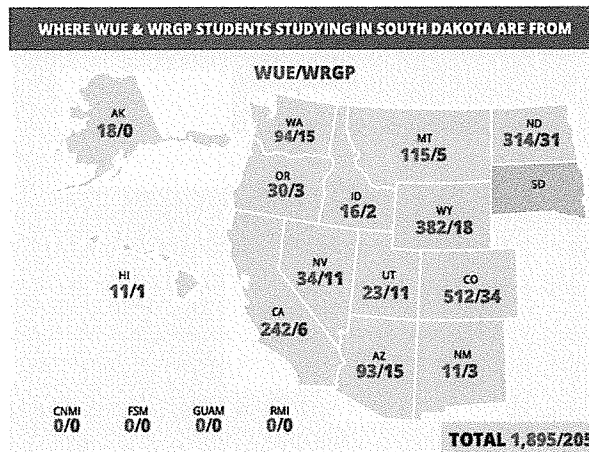 WHERE WUE & WRGP STUDENTS STUDYING IN SOUTH DAKOTA ARE FROM
WUE/WRGP
AK
18/0
WA
94/15
MT
115/5
ND
314/31
OR
30/3
ID
16/2
SD
WY
382/18
HI
11/1
NV
34/11
UT
23/11
CO
512/34
CA
242/6
AZ
93/15
NM
11/3
CNMI FSM GUAM RMI
0/0 0/0 0/0 0/0
TOTAL 1,895/205